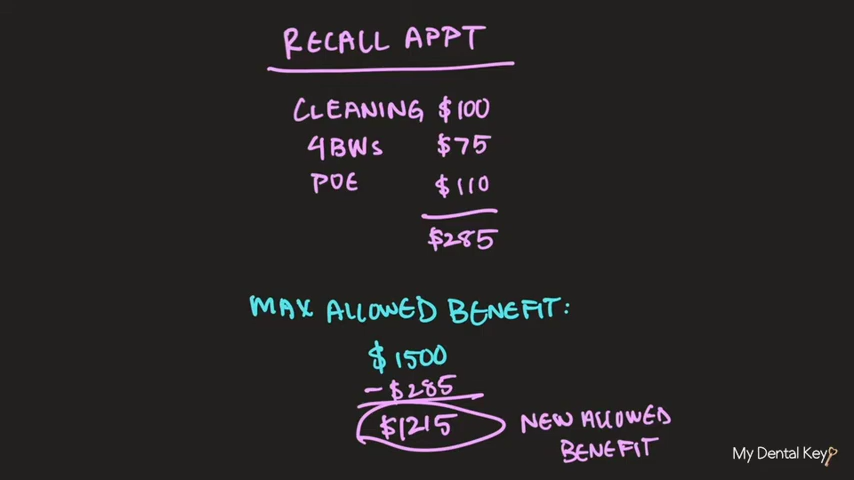 RECALL APPT
CLEANING $100
4BWs $75
POE $110
$285
MAX ALLOWED BENEFIT:
$1500
- $285
$1215
NEW ALLOWED
BENEFIT
My Dental Key